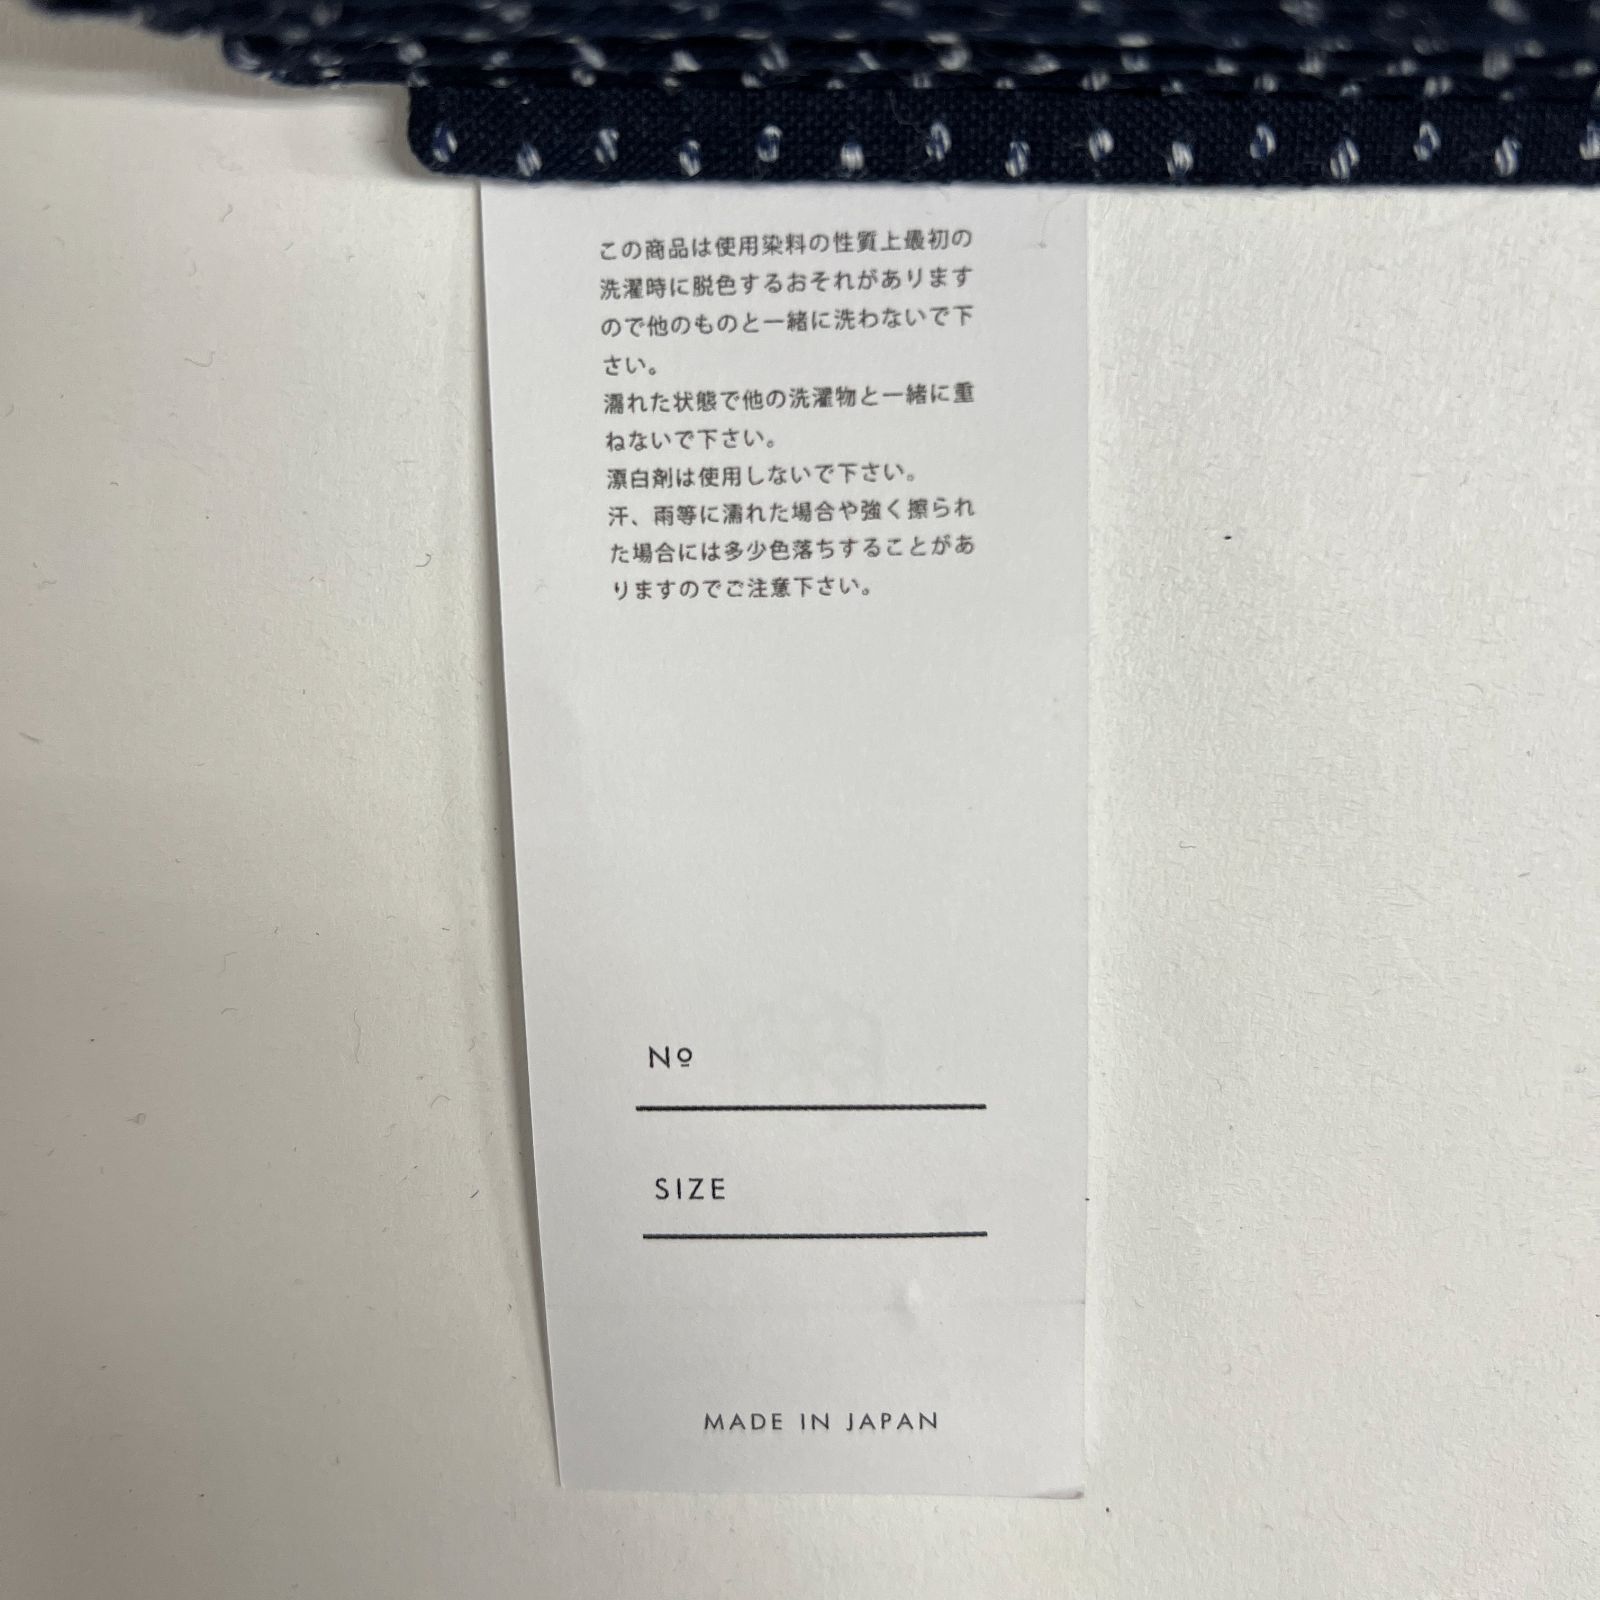 この商品は使用染料の性質上最初の
洗濯時に脱色するおそれがあります
ので他のものと一緒に洗わないで下
さい。
濡れた状態で他の洗濯物と一緒に重
ねないで下さい。
漂白剤は使用しないで下さい。
汗、雨等に濡れた場合や強く擦られ
た場合には多少色落ちすることがあ
りますのでご注意下さい。
Nº
SIZE
MADE IN JAPAN